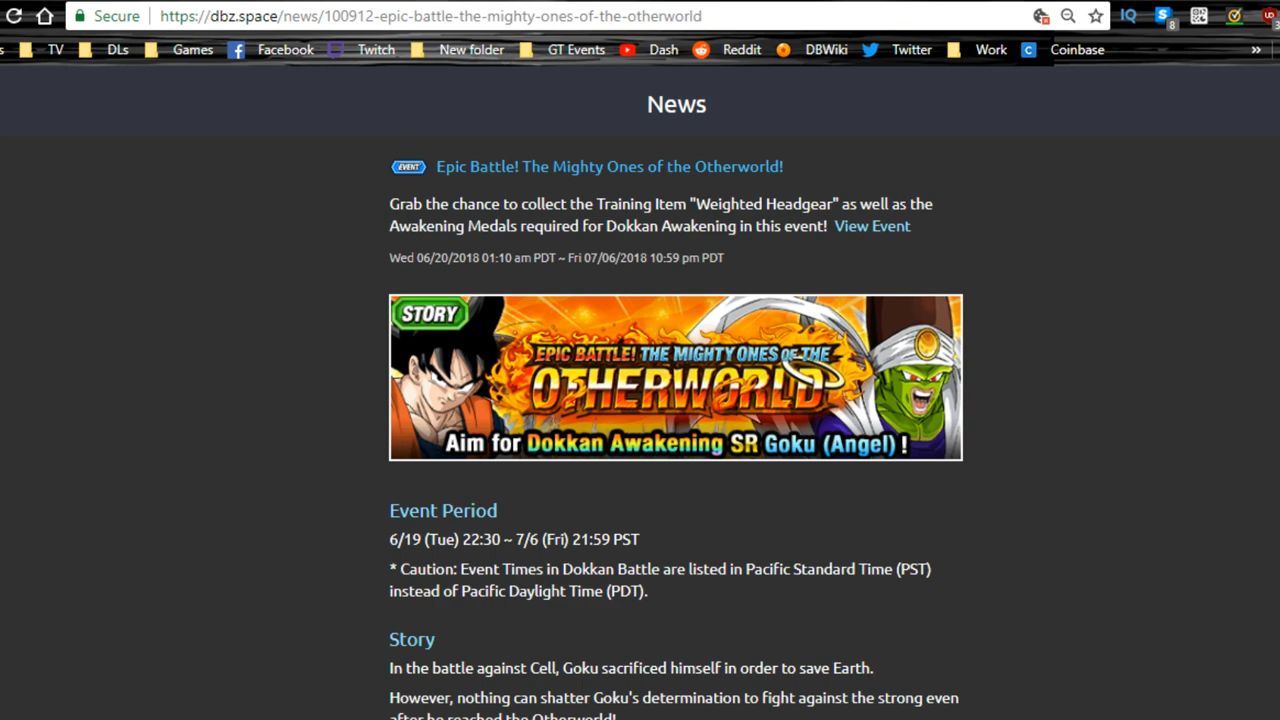 Secure
https://dbz.space/news/100912-epic-battle-the-mighty-ones-of-the-otherworld
IQ
8
UD
3
s
TV
DLs
Games
Facebook
Twitch
New folder
GT Events
Dash
Reddit
DBWiki
Twitter
Work
C
Coinbase
»
News
EVENT
Epic Battle! The Mighty Ones of the Otherworld!
Grab the chance to collect the Training Item "Weighted Headgear" as well as the
Awakening Medals required for Dokkan Awakening in this event! View Event
Wed 06/20/2018 01:10 am PDT ~ Fri 07/06/2018 10:59 pm PDT
STORY
EPIC BATTLE! THE MIGHTY ONES OF THE
OTHERWORLD
Aim for Dokkan Awakening SR Goku (Angel) !
Event Period
6/19 (Tue) 22:30 ~ 7/6 (Fri) 21:59 PST
* Caution: Event Times in Dokkan Battle are listed in Pacific Standard Time (PST)
instead of Pacific Daylight Time (PDT).
Story
In the battle against Cell, Goku sacrificed himself in order to save Earth.
However, nothing can shatter Goku's determination to fight against the strong even
after he reached the Otherworld!